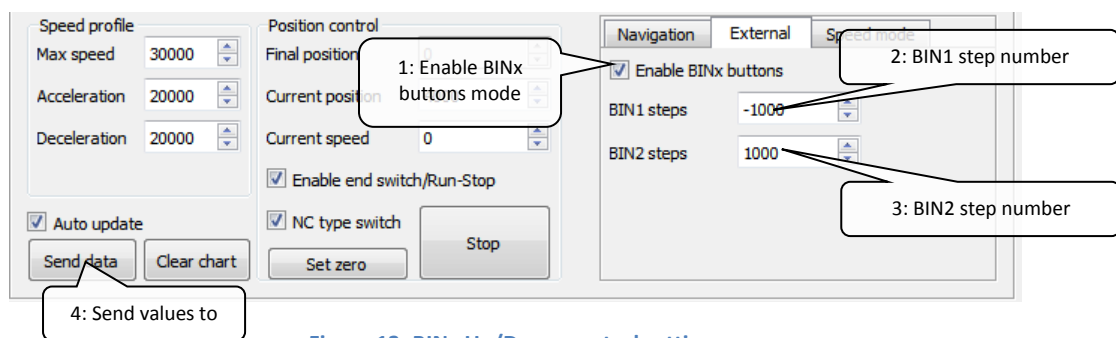 Speed profile
Max speed 30000
Acceleration 20000
Deceleration 20000
Auto update
Send data Clear chart
Position control
Final position 0
Current position
Current speed 0
Enable end switch/Run-Stop
NC type switch
Set zero
Stop
Navigation External Speed mode
Enable BINx buttons
BIN1 steps -1000
BIN2 steps 1000
1: Enable BINx
buttons mode
2: BIN1 step number
3: BIN2 step number
4: Send values to